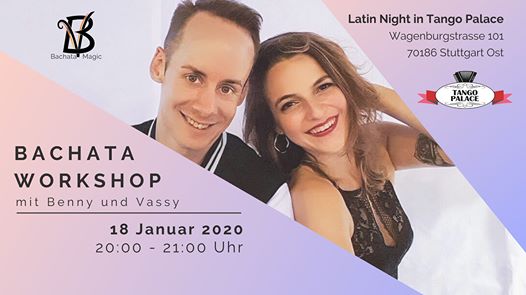 Bachata Magic
Latin Night in Tango Palace
Wagenburgstrasse 101
70186 Stuttgart Ost
TANGO
PALACE
BACHATA
WORKSHOP
mit Benny und Vassy
18 Januar 2020
20:00 - 21:00 Uhr